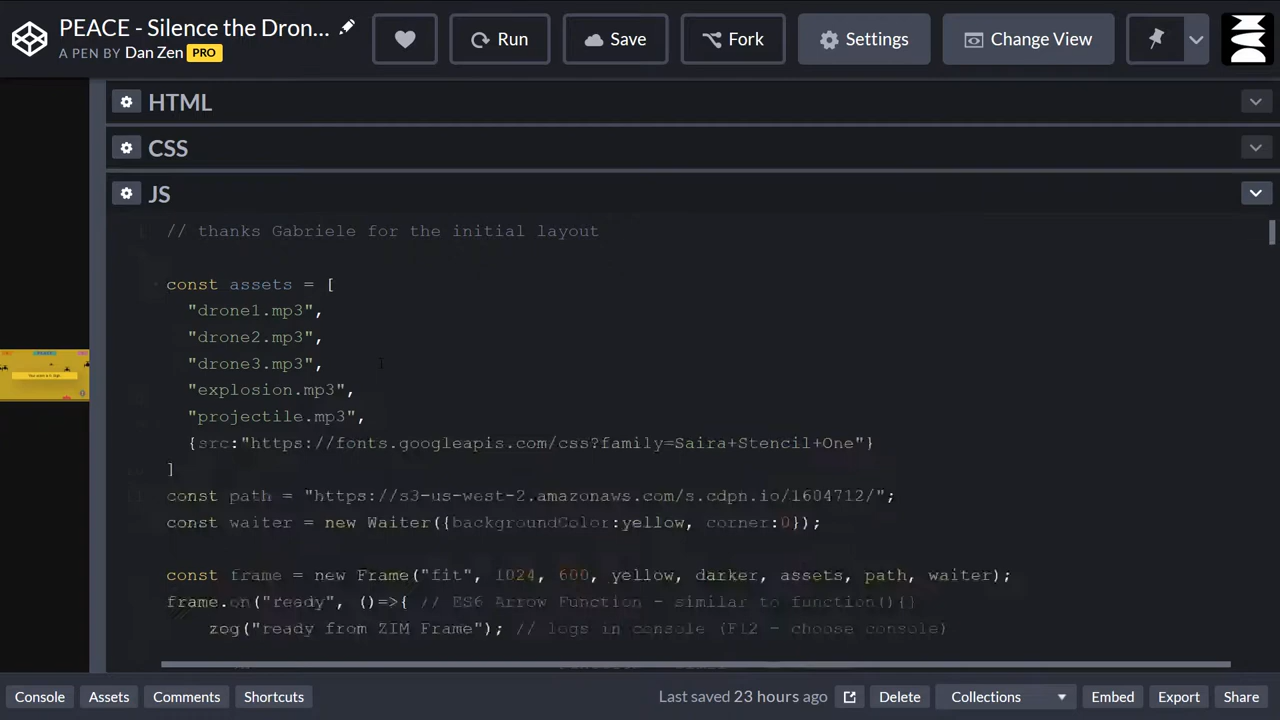 PEACE - Silence the Dron...
A PEN BY Dan Zen PRO
Run
Save
Fork
Settings
Change View
HTML
CSS
JS
// thanks Gabriele for the initial layout
const assets = [
"drone1.mp3",
"drone2.mp3",
"drone3.mp3",
"explosion.mp3",
"projectile.mp3",
{src:"https://fonts.googleapis.com/css?family=Saira+Stencil+One"}
]
const path = "https://s3-us-west-2.amazonaws.com/s.cdpn.io/1604712/";
const waiter = new Waiter({backgroundColor:yellow, corner:0});
const frame = new Frame("fit", 1024, 600, yellow, darker, assets, path, waiter);
frame.on("ready", ()=>{ // ES6 Arrow Function - similar to function(){}
zog("ready from ZIM Frame"); // logs in console (F12 - choose console)
Console
Assets
Comments
Shortcuts
Last saved 23 hours ago
Delete
Collections
Embed
Export
Share